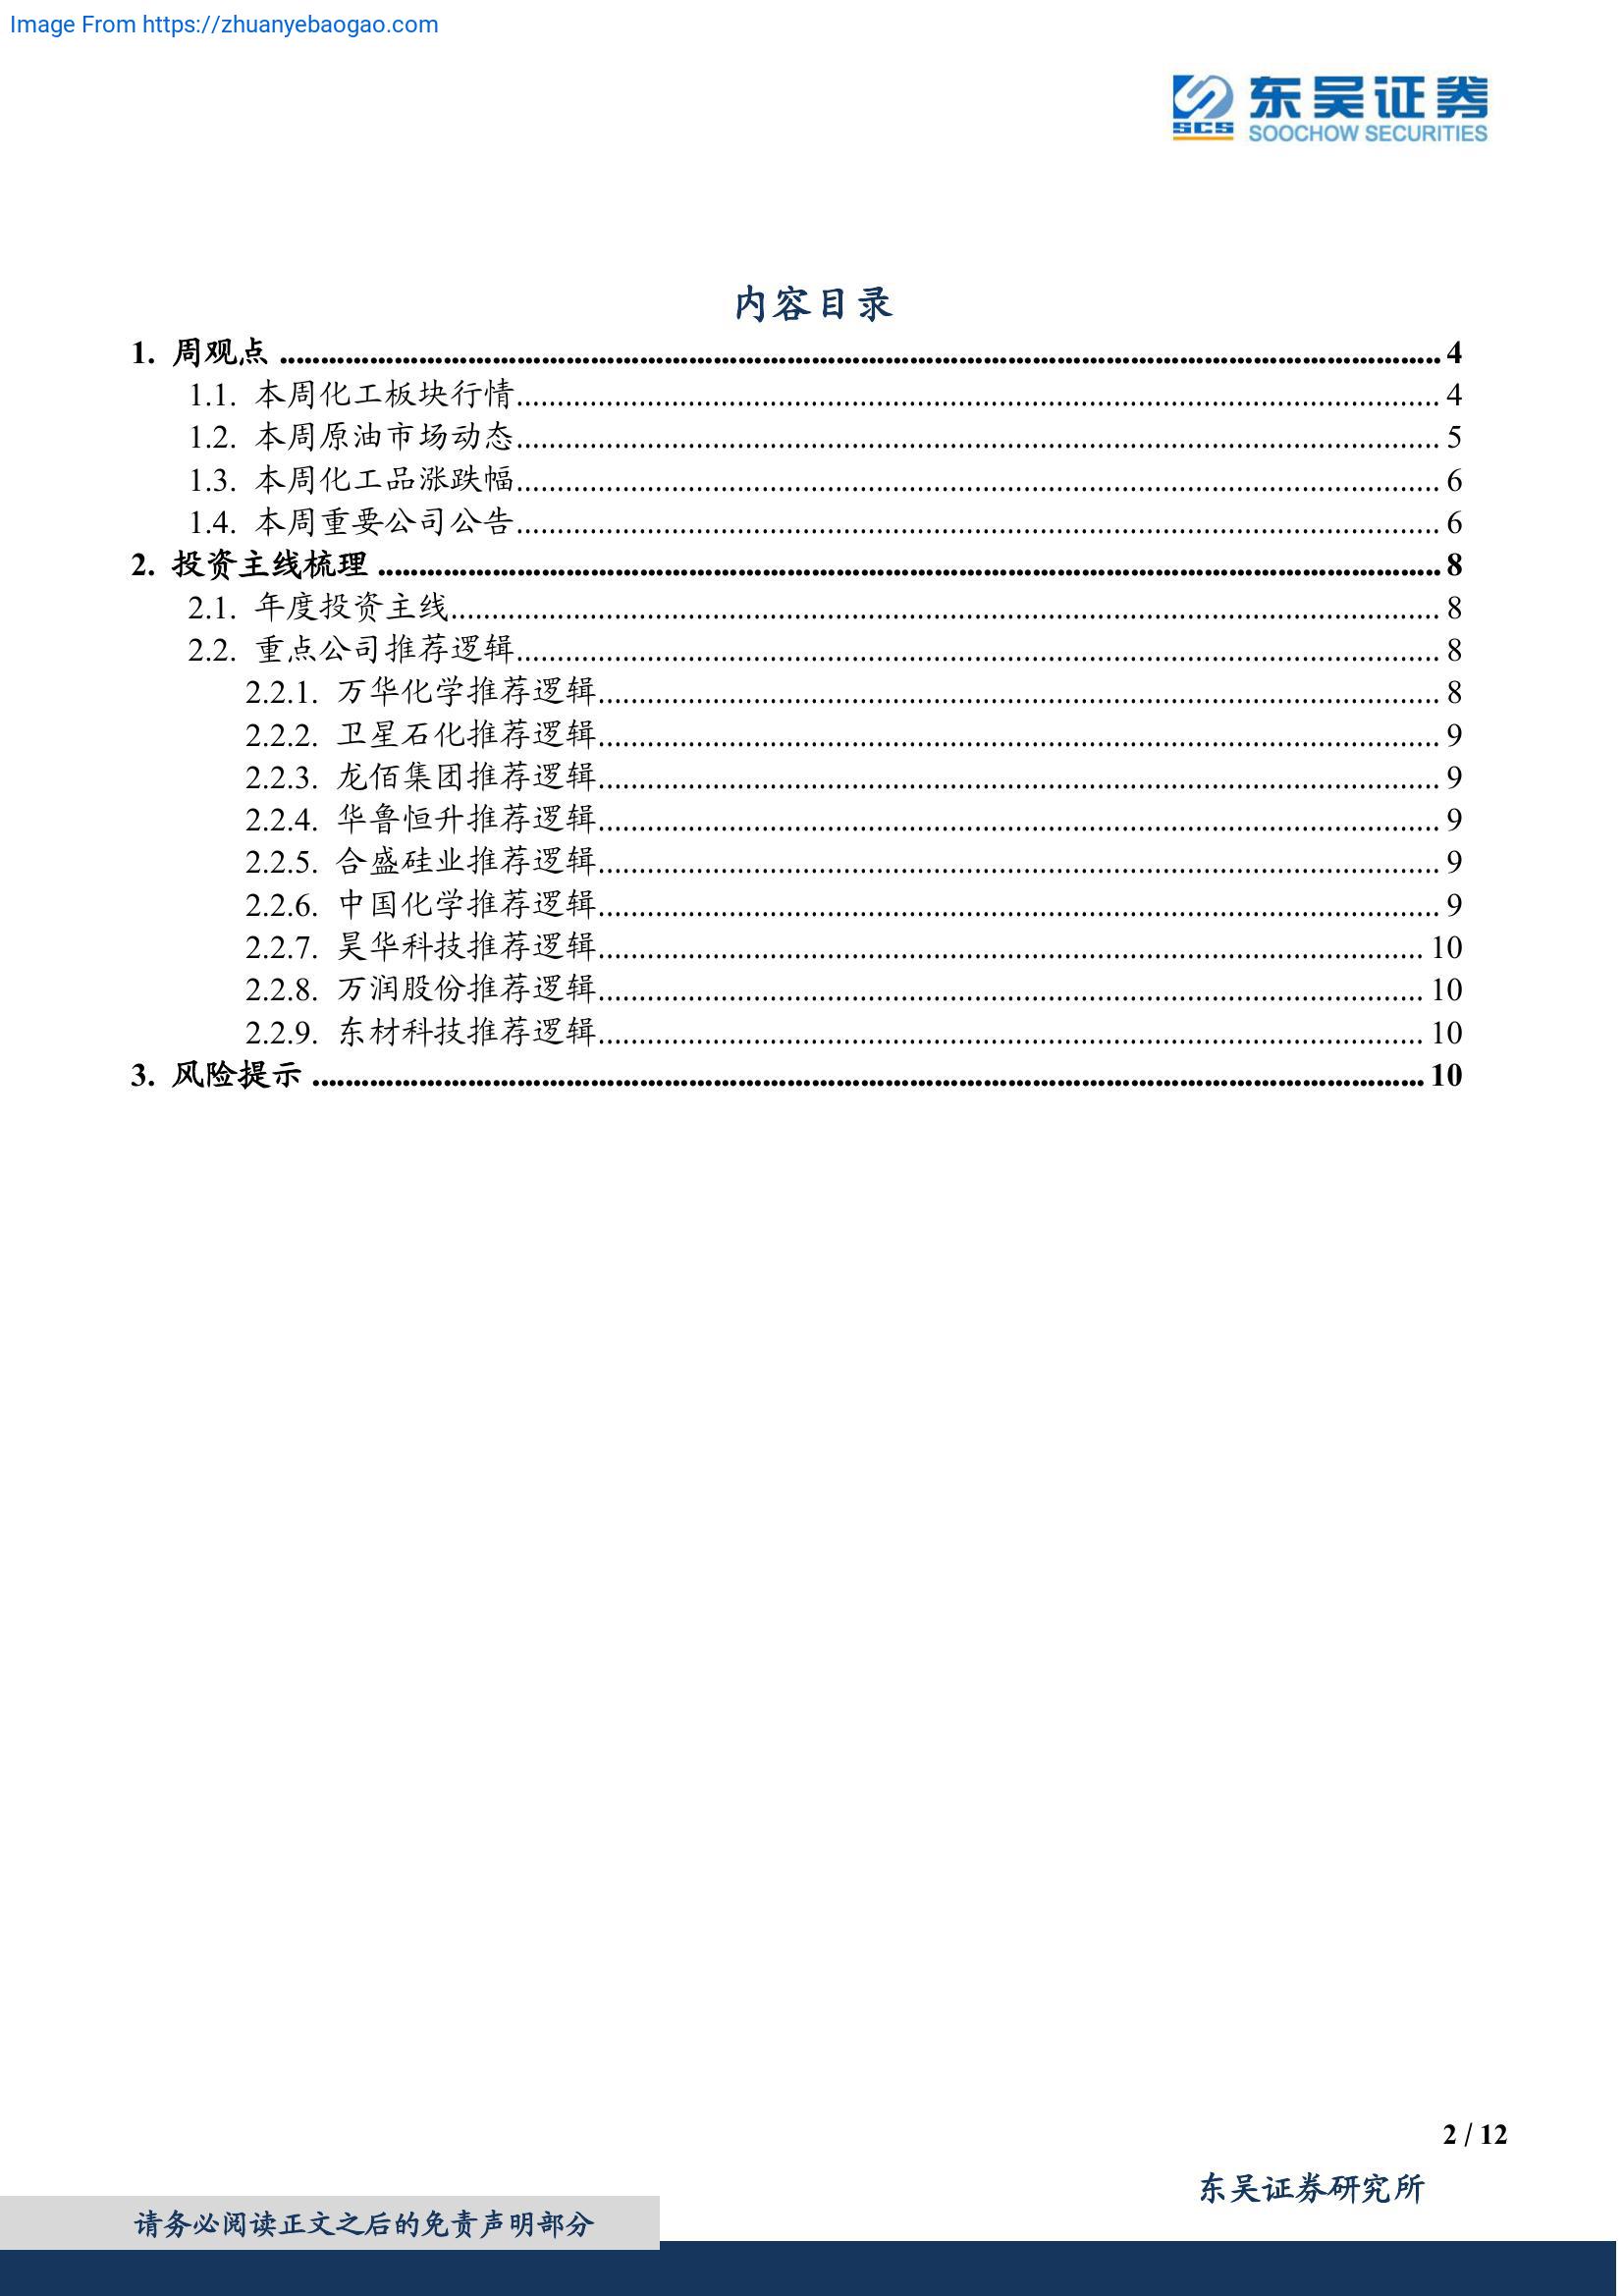 Image From https://zhuanyebaogao.com
东吴证券
SCS
SOOCHOW SECURITIES
内容目录
1. 周观点 ........................................ 4
1.1. 本周化工板块行情........................................ 4
1.2. 本周原油市场动态........................................ 5
1.3. 本周化工品涨跌幅........................................ 6
1.4. 本周重要公司公告........................................ 6
2. 投资主线梳理 ........................................ 8
2.1. 年度投资主线........................................ 8
2.2. 重点公司推荐逻辑........................................ 8
2.2.1. 万华化学推荐逻辑........................................ 8
2.2.2. 卫星石化推荐逻辑........................................ 9
2.2.3. 龙佰集团推荐逻辑........................................ 9
2.2.4. 华鲁恒升推荐逻辑........................................ 9
2.2.5. 合盛硅业推荐逻辑........................................ 9
2.2.6. 中国化学推荐逻辑........................................ 9
2.2.7. 昊华科技推荐逻辑........................................ 10
2.2.8. 万润股份推荐逻辑........................................ 10
2.2.9. 东材科技推荐逻辑........................................ 10
3. 风险提示 ........................................ 10
2 / 12
东吴证券研究所
请务必阅读正文之后的免责声明部分